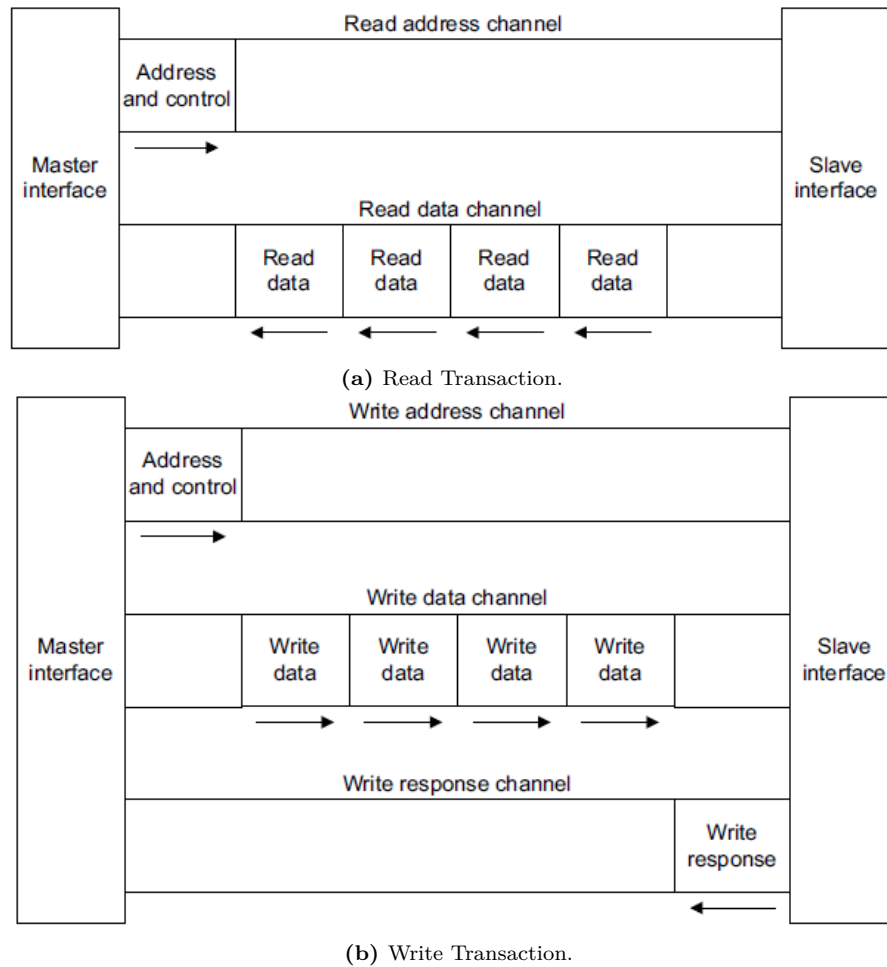 Read address channel
Address
and control
Master
interface
Slave
interface
Read data channel
Read
data
Read
data
Read
data
Read
data
(a) Read Transaction.
Write address channel
Address
and control
Write data channel
Master
interface
Write
data
Write
data
Write
data
Write
data
Slave
interface
Write response channel
Write
response
(b) Write Transaction.